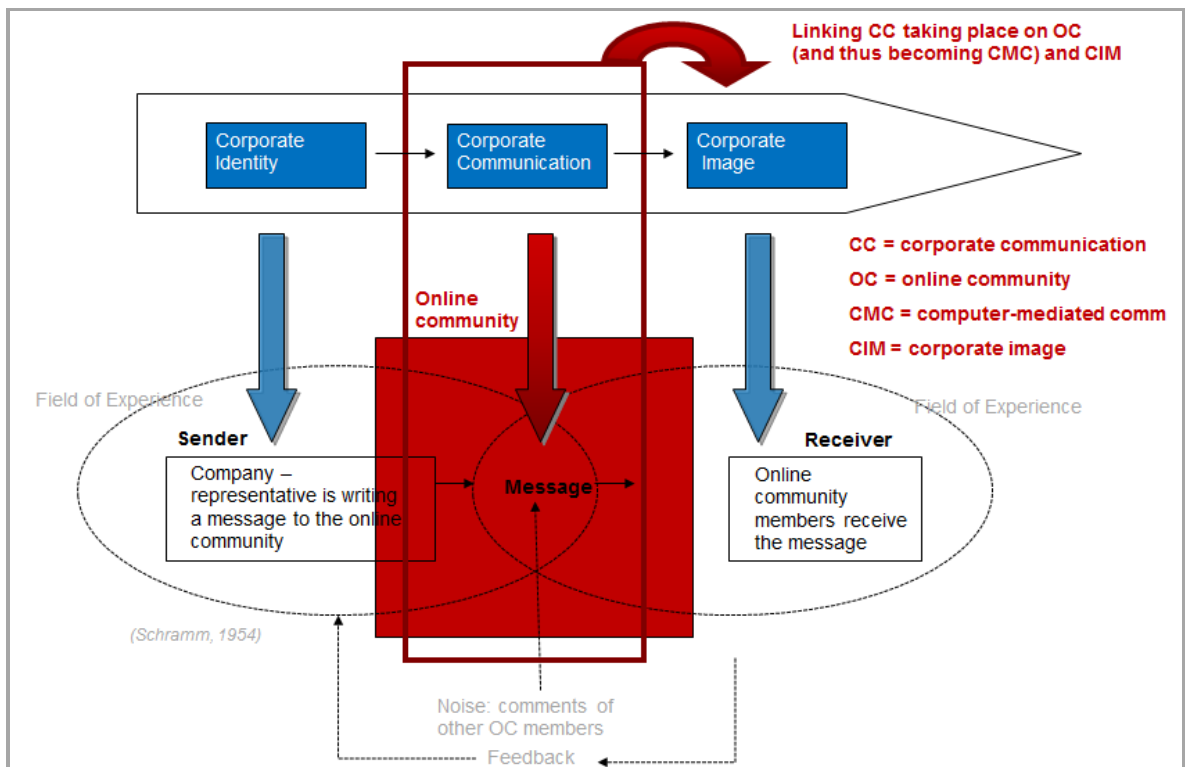 Linking CC taking place on OC
(and thus becoming CMC) and CIM
Corporate
Identity
Corporate
Communication
Corporate
Image
CC = corporate communication
OC = online community
CMC = computer-mediated comm
CIM = corporate image
Online
community
Field of Experience
Field of Experience
Sender
Receiver
Company –
representative is writing
a message to the online
community
Message
Online
community
members receive
the message
(Schramm, 1954)
Noise: comments of
other OC members
Feedback